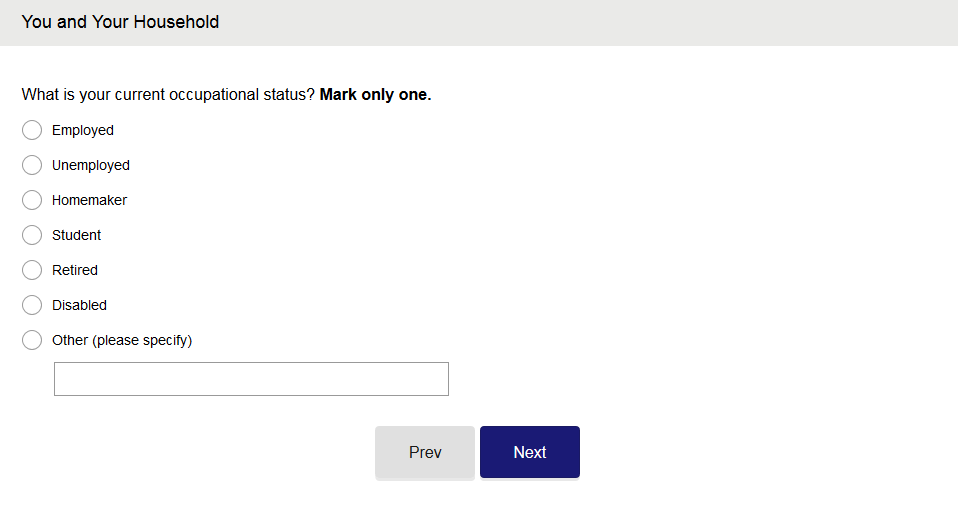 You and Your Household
What is your current occupational status? Mark only one.
Employed
Unemployed
Homemaker
Student
Retired
Disabled
Other (please specify)
Prev
Next